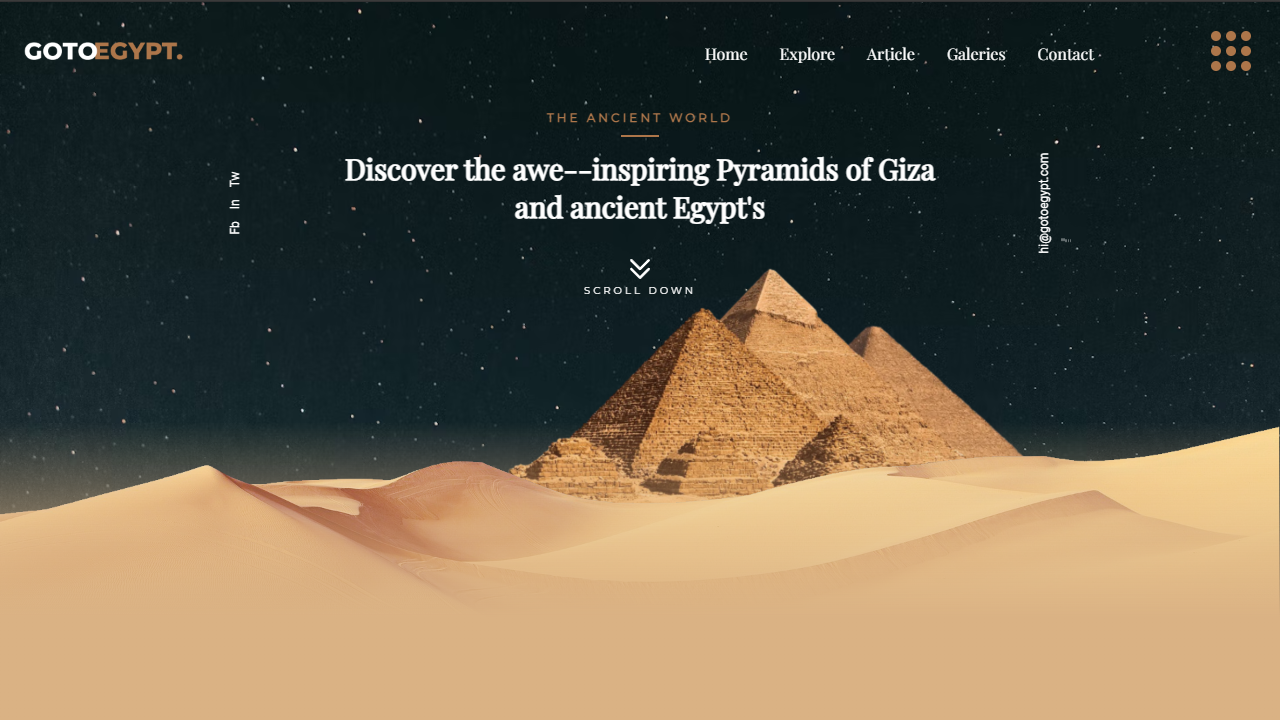 GOTOEGYPT.
Home Explore Article Galeries Contact
THE ANCIENT WORLD
Discover the awe--inspiring Pyramids of Giza
and ancient Egypt's
Fb In Tw
hi@gotoegypt.com
SCROLL DOWN